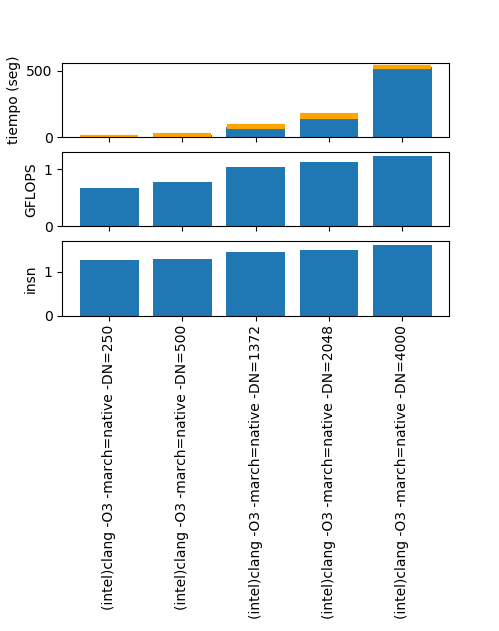 tiempo (seg)
500
0
GFLOPS
1
0
insn
1
0
(intel)clang -O3 -march=native -DN=250
(intel)clang -O3 -march=native -DN=500
(intel)clang -O3 -march=native -DN=1372
(intel)clang -O3 -march=native -DN=2048
(intel)clang -O3 -march=native -DN=4000